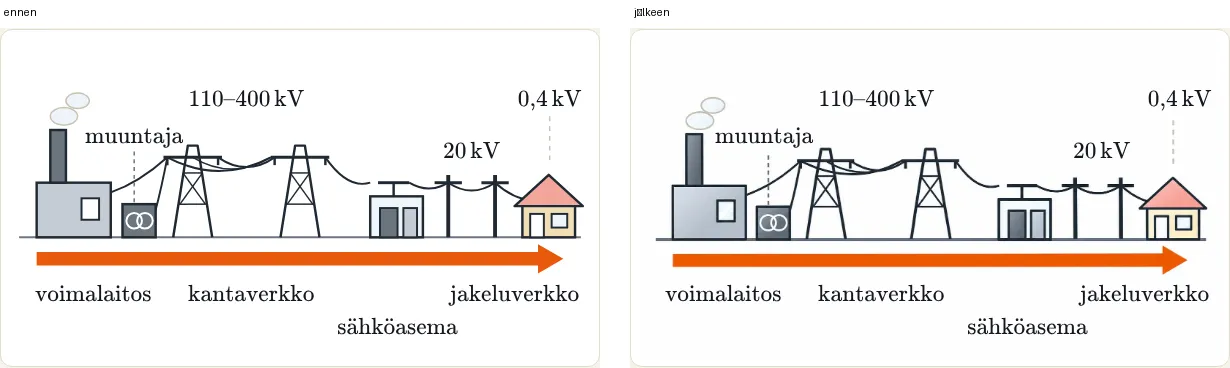 ennen
110–400 kV
0,4 kV
muuntaja
20 kV
voimalaitos
kantaverkko
jakeluverkko
sähköasema
j▯lkeen
110–400 kV
0,4 kV
muuntaja
20 kV
voimalaitos
kantaverkko
jakeluverkko
sähköasema